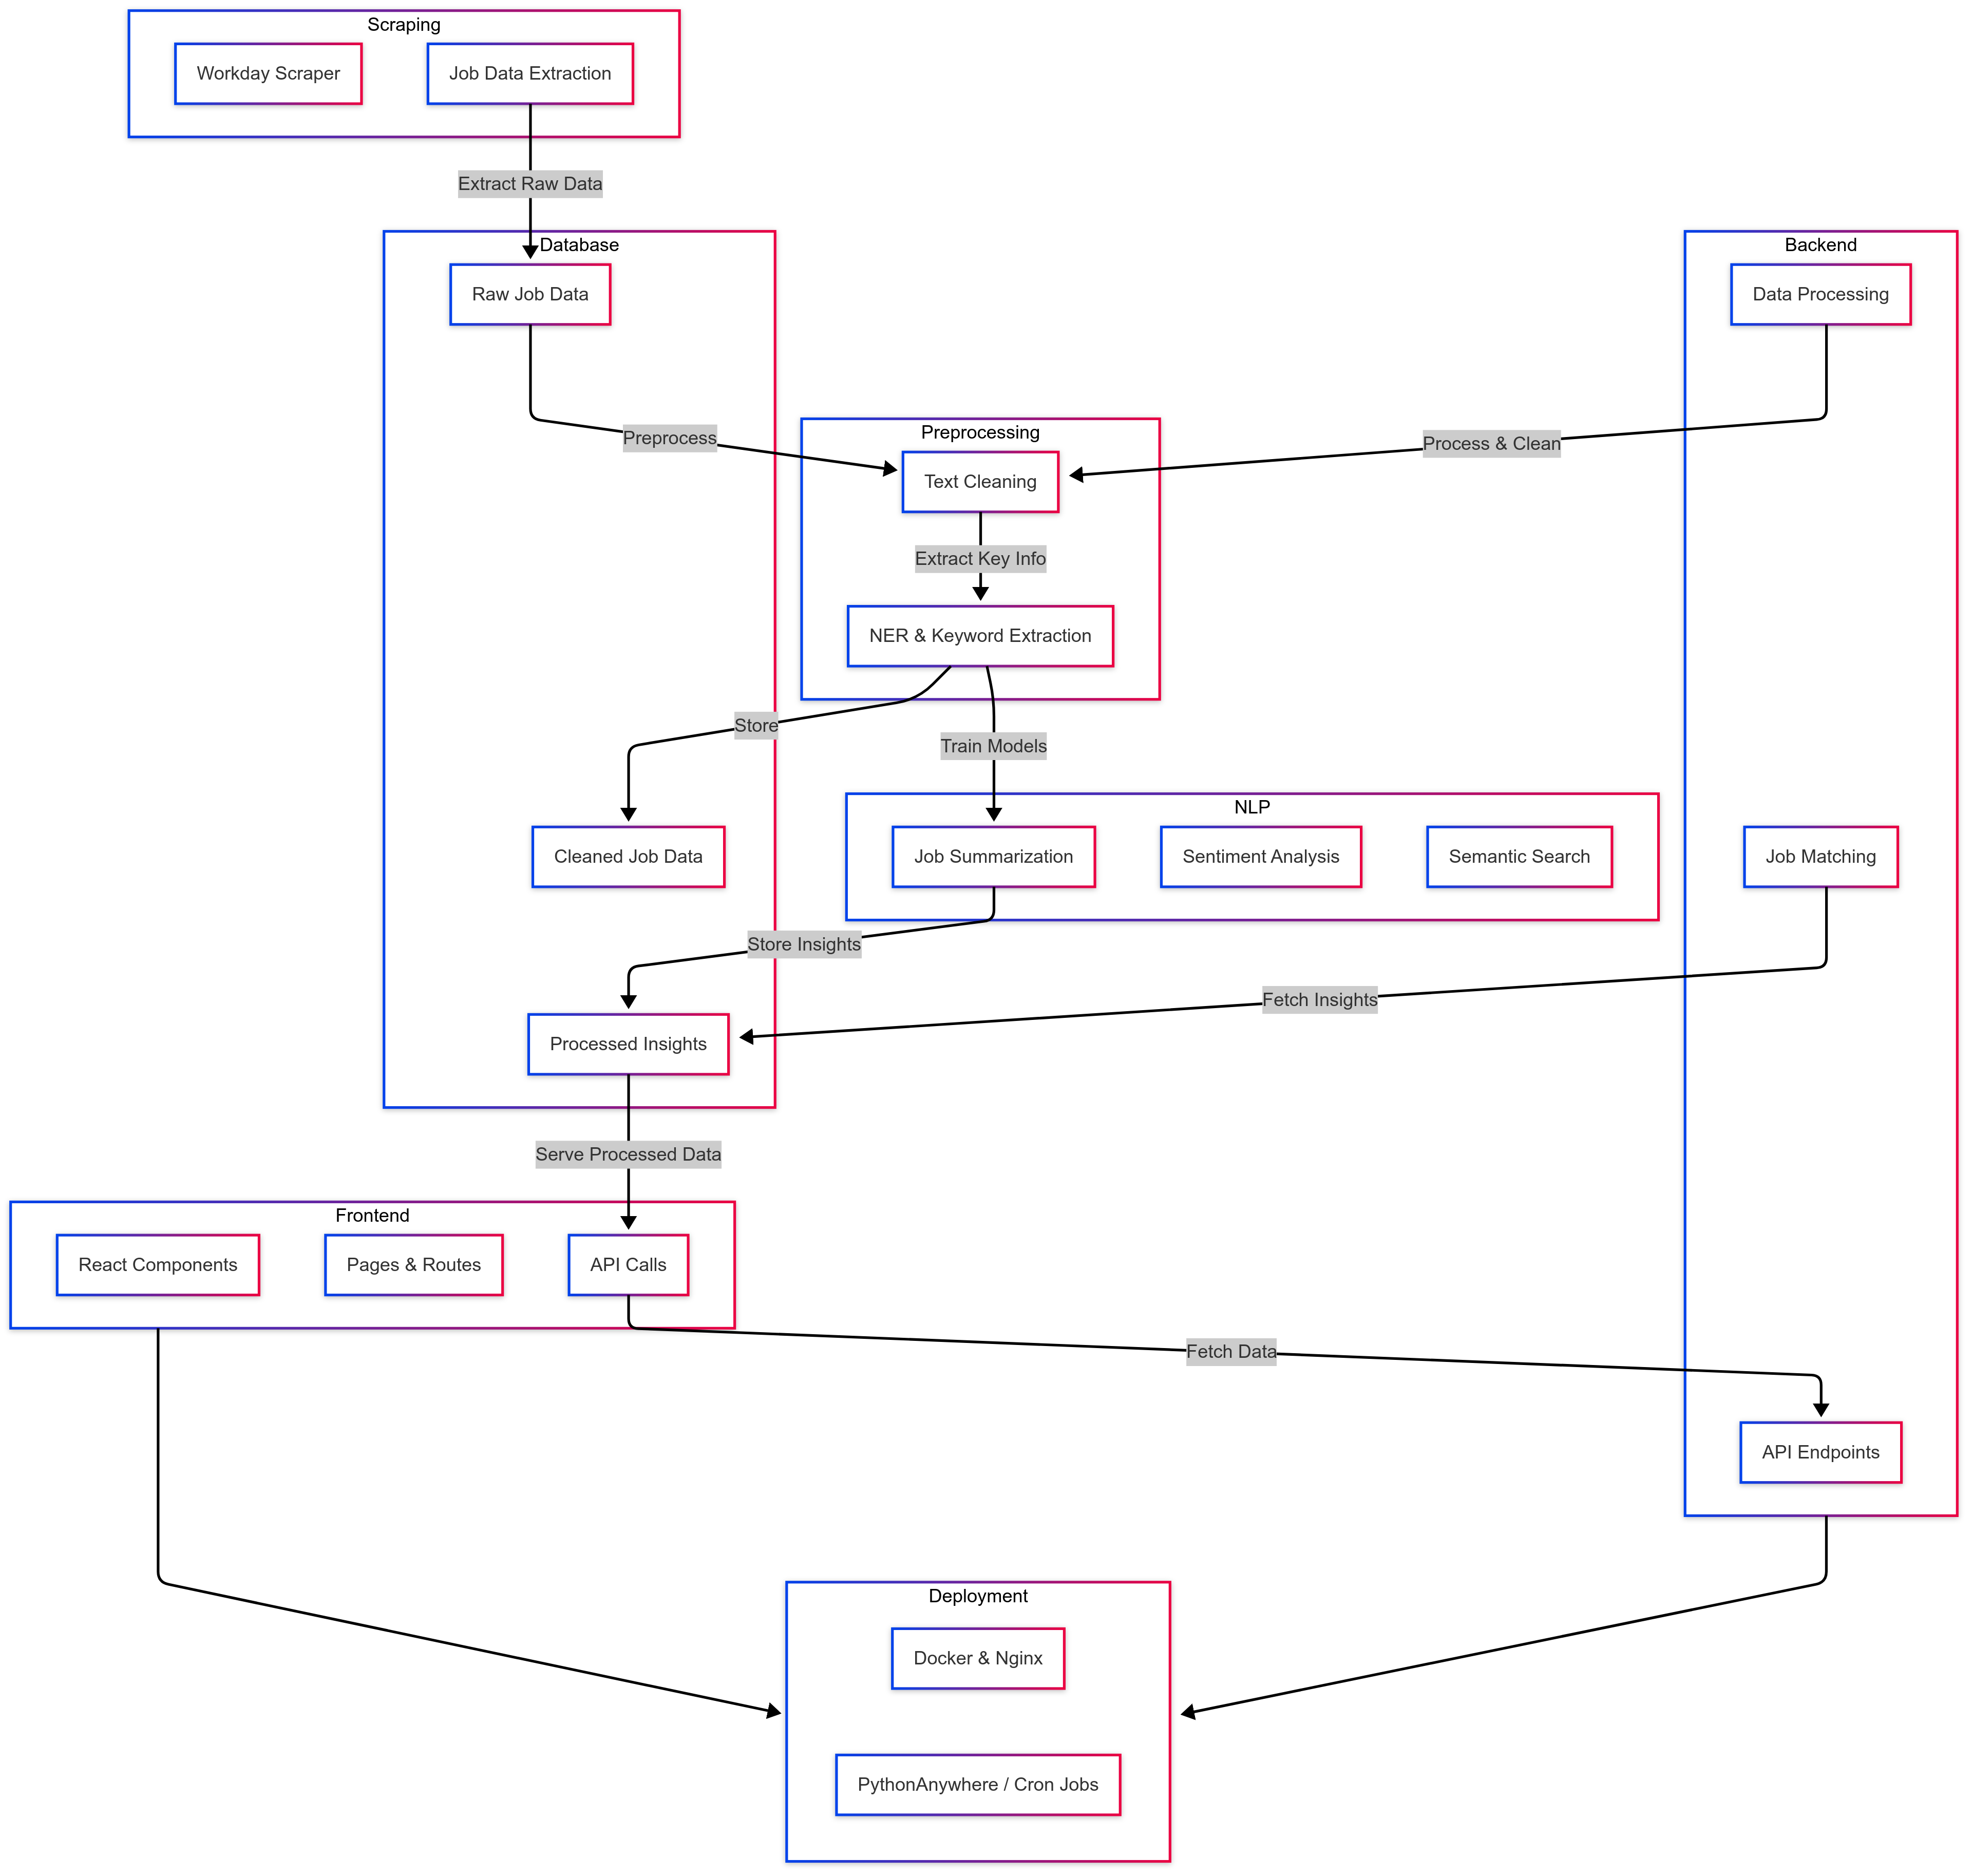 Scraping
Workday Scraper
Job Data Extraction
Extract Raw Data
Database
Backend
Raw Job Data
Data Processing
Preprocessing
Preprocess
Process & Clean
Text Cleaning
Extract Key Info
NER & Keyword Extraction
Store
Train Models
NLP
Cleaned Job Data
Job Summarization
Sentiment Analysis
Semantic Search
Job Matching
Store Insights
Fetch Insights
Processed Insights
Serve Processed Data
Frontend
React Components
Pages & Routes
API Calls
Fetch Data
API Endpoints
Deployment
Docker & Nginx
PythonAnywhere / Cron Jobs